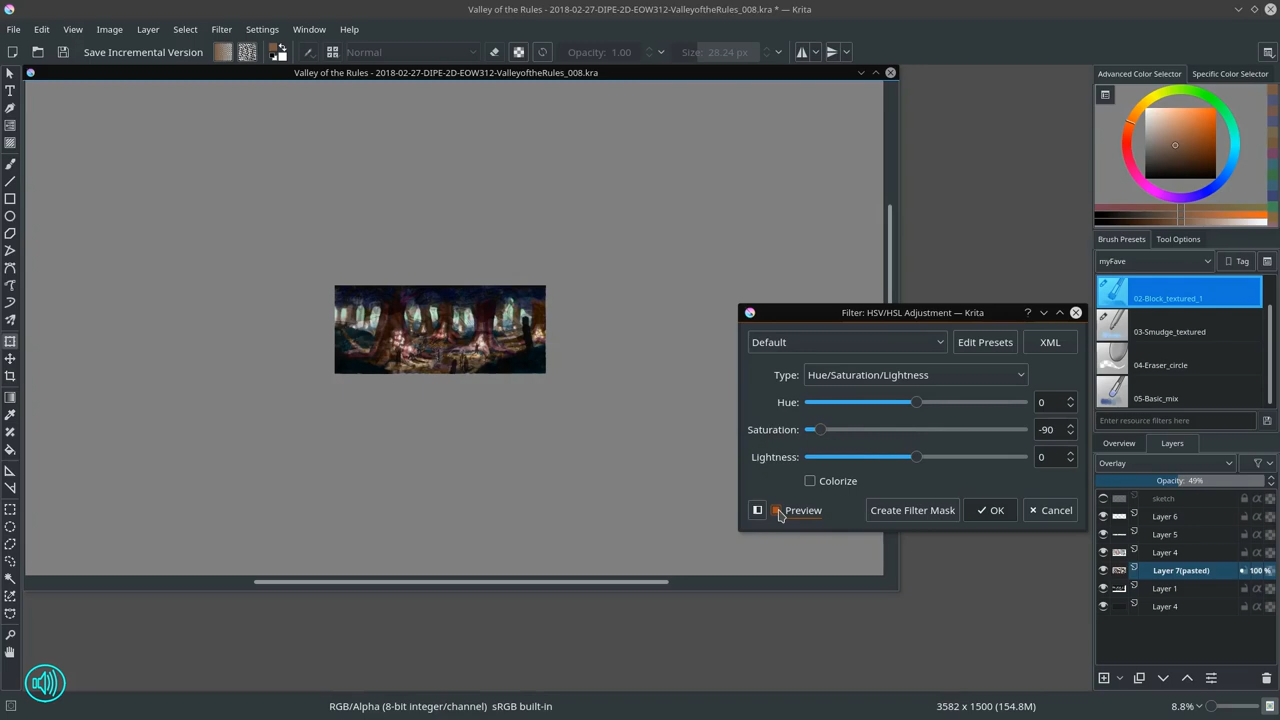 Valley of the Rules - 2018-02-27-DIPE-2D-EOW312-ValleyoftheRules_008.kra * — Krita
File Edit View Image Layer Select Filter Settings Window Help
Save Incremental Version Normal Opacity: 1.00 Size: 28.24 px
Valley of the Rules - 2018-02-27-DIPE-2D-EOW312-ValleyoftheRules_008.kra
Advanced Color Selector Specific Color Selector
Brush Presets Tool Options
myFave Tag
02-Block_textured_1
03-Smudge_textured
04-Eraser_circle
05-Basic_mix
Enter resource filters here
Overview Layers
Overlay
Opacity: 49%
sketch
Layer 6
Layer 5
Layer 4
Layer 7(pasted) 100 %
Layer 1
Layer 4
Filter: HSV/HSL Adjustment — Krita
Default Edit Presets XML
Type: Hue/Saturation/Lightness
Hue: 0
Saturation: -90
Lightness: 0
Colorize
Preview Create Filter Mask OK Cancel
RGB/Alpha (8-bit integer/channel) sRGB built-in 3582 x 1500 (154.8M) 8.8%